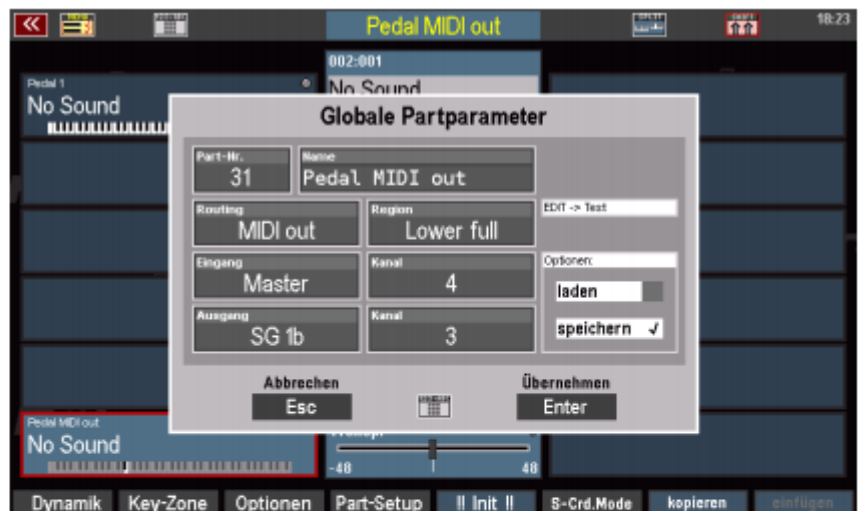 Pedal MIDI out
18:23
002:001
Pedal 1
No Sound
No Sound
Globale Partparameter
Part-Nr.
31
Name
Pedal MIDI out
Routing
MIDI out
Region
Lower full
EDIT -> Text
Eingang
Master
Kanal
4
Optionen:
laden
Ausgang
SG 1b
Kanal
3
speichern ✓
Abbrechen
Esc
Übernehmen
Enter
Pedal MIDI out
No Sound
-48
48
Dynamik Key-Zone Optionen Part-Setup !! Init !! S-Crd.Mode kopieren einfügen